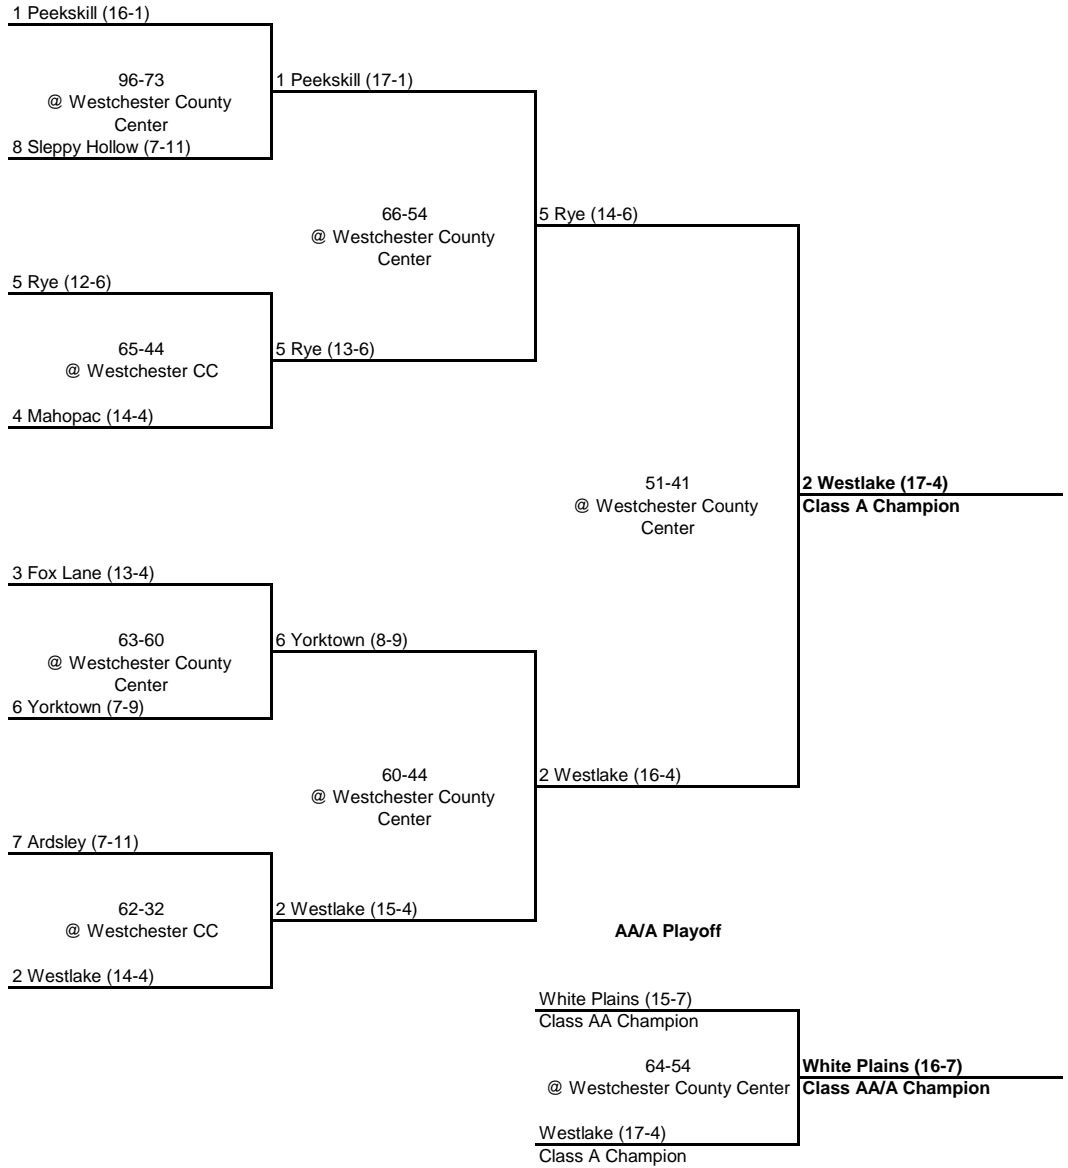 1 Peekskill (16-1)
96-73
@ Westchester County
Center
8 Sleppy Hollow (7-11)
1 Peekskill (17-1)
66-54
@ Westchester County
Center
5 Rye (14-6)
5 Rye (12-6)
65-44
@ Westchester CC
4 Mahopac (14-4)
5 Rye (13-6)
51-41
@ Westchester County
Center
2 Westlake (17-4)
Class A Champion
3 Fox Lane (13-4)
63-60
@ Westchester County
Center
6 Yorktown (7-9)
6 Yorktown (8-9)
60-44
@ Westchester County
Center
2 Westlake (16-4)
7 Ardsley (7-11)
62-32
@ Westchester CC
2 Westlake (14-4)
2 Westlake (15-4)
AA/A Playoff
White Plains (15-7)
Class AA Champion
64-54
@ Westchester County Center
Westlake (17-4)
Class A Champion
White Plains (16-7)
Class AA/A Champion